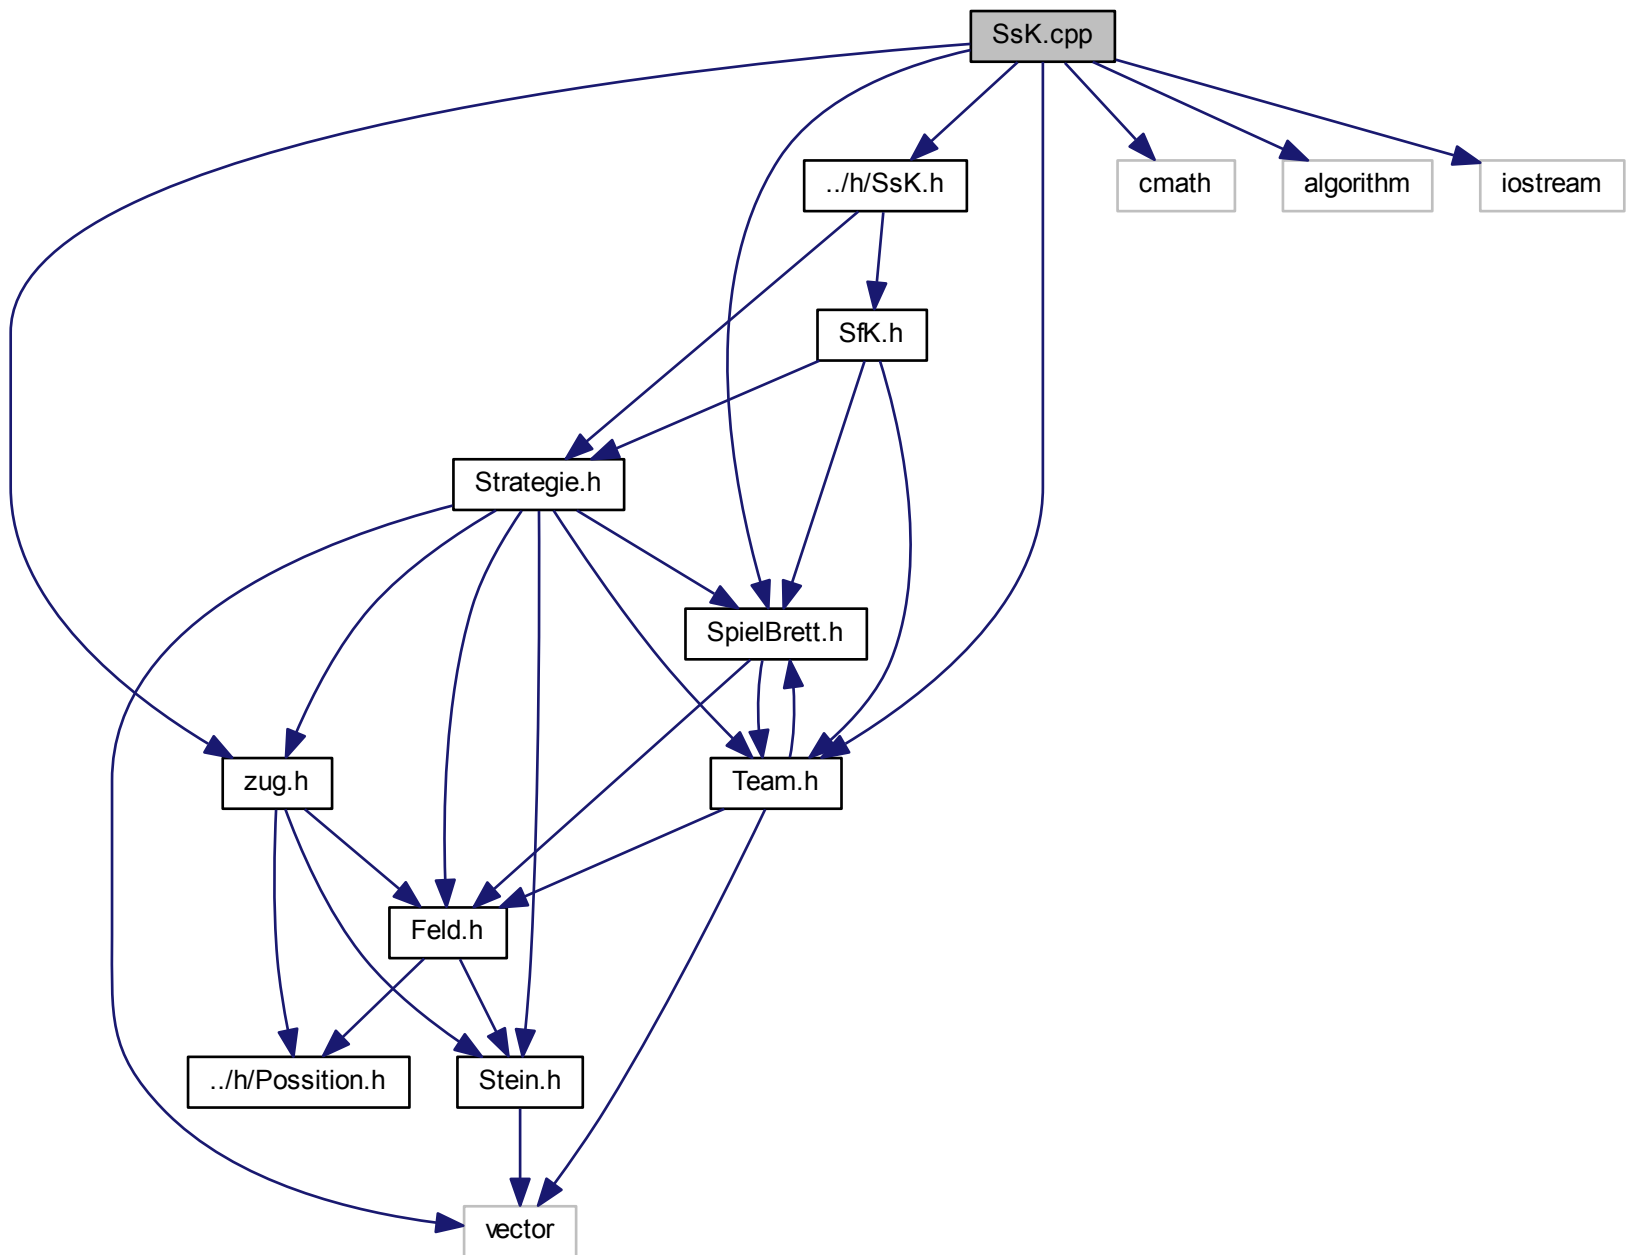 SsK.cpp
../h/SsK.h
cmath
algorithm
iostream
SfK.h
Strategie.h
SpielBrett.h
zug.h
Team.h
Feld.h
../h/Possition.h
Stein.h
vector